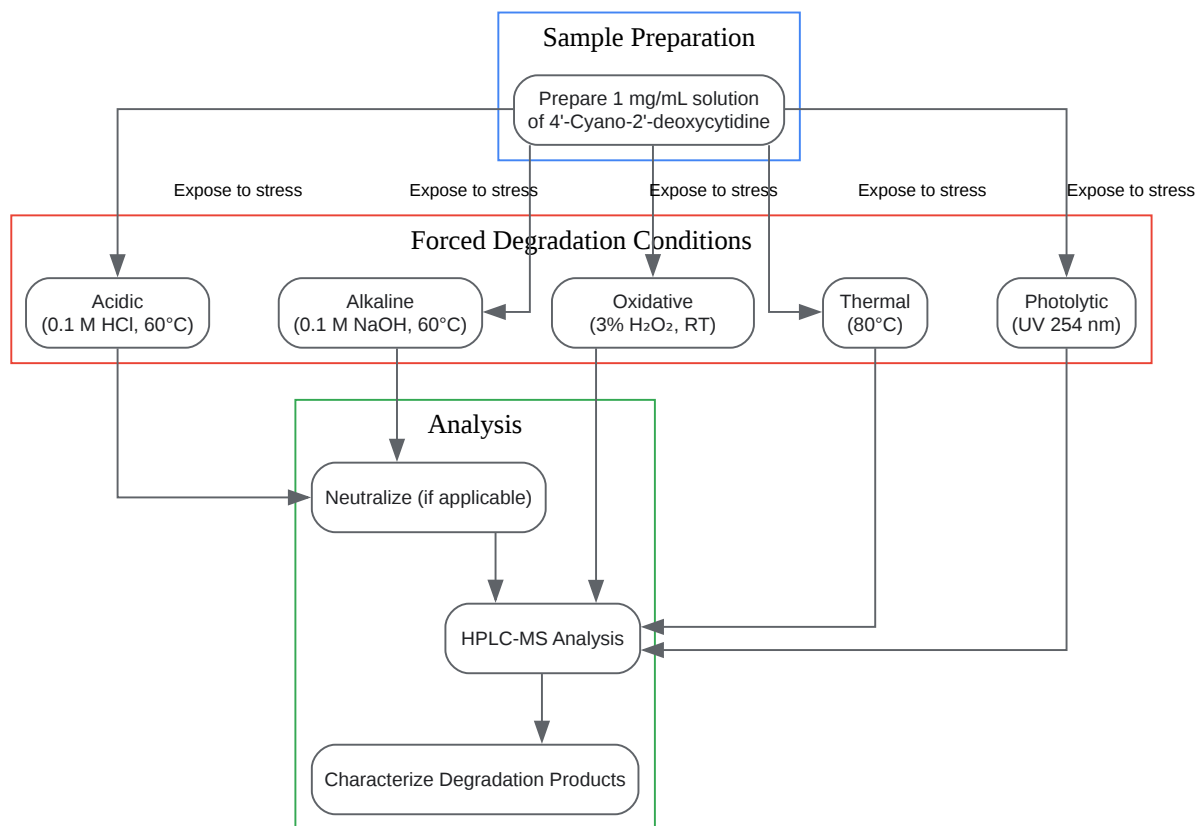 Sample Preparation
Prepare 1 mg/mL solution
of 4'-Cyano-2'-deoxycytidine
Expose to stress
Expose to stress
Expose to stress
Expose to stress
Expose to stress
Forced Degradation Conditions
Acidic
(0.1 M HCl, 60°C)
Alkaline
(0.1 M NaOH, 60°C)
Oxidative
(3% H₂O₂, RT)
Thermal
(80°C)
Photolytic
(UV 254 nm)
Analysis
Neutralize (if applicable)
HPLC-MS Analysis
Characterize Degradation Products